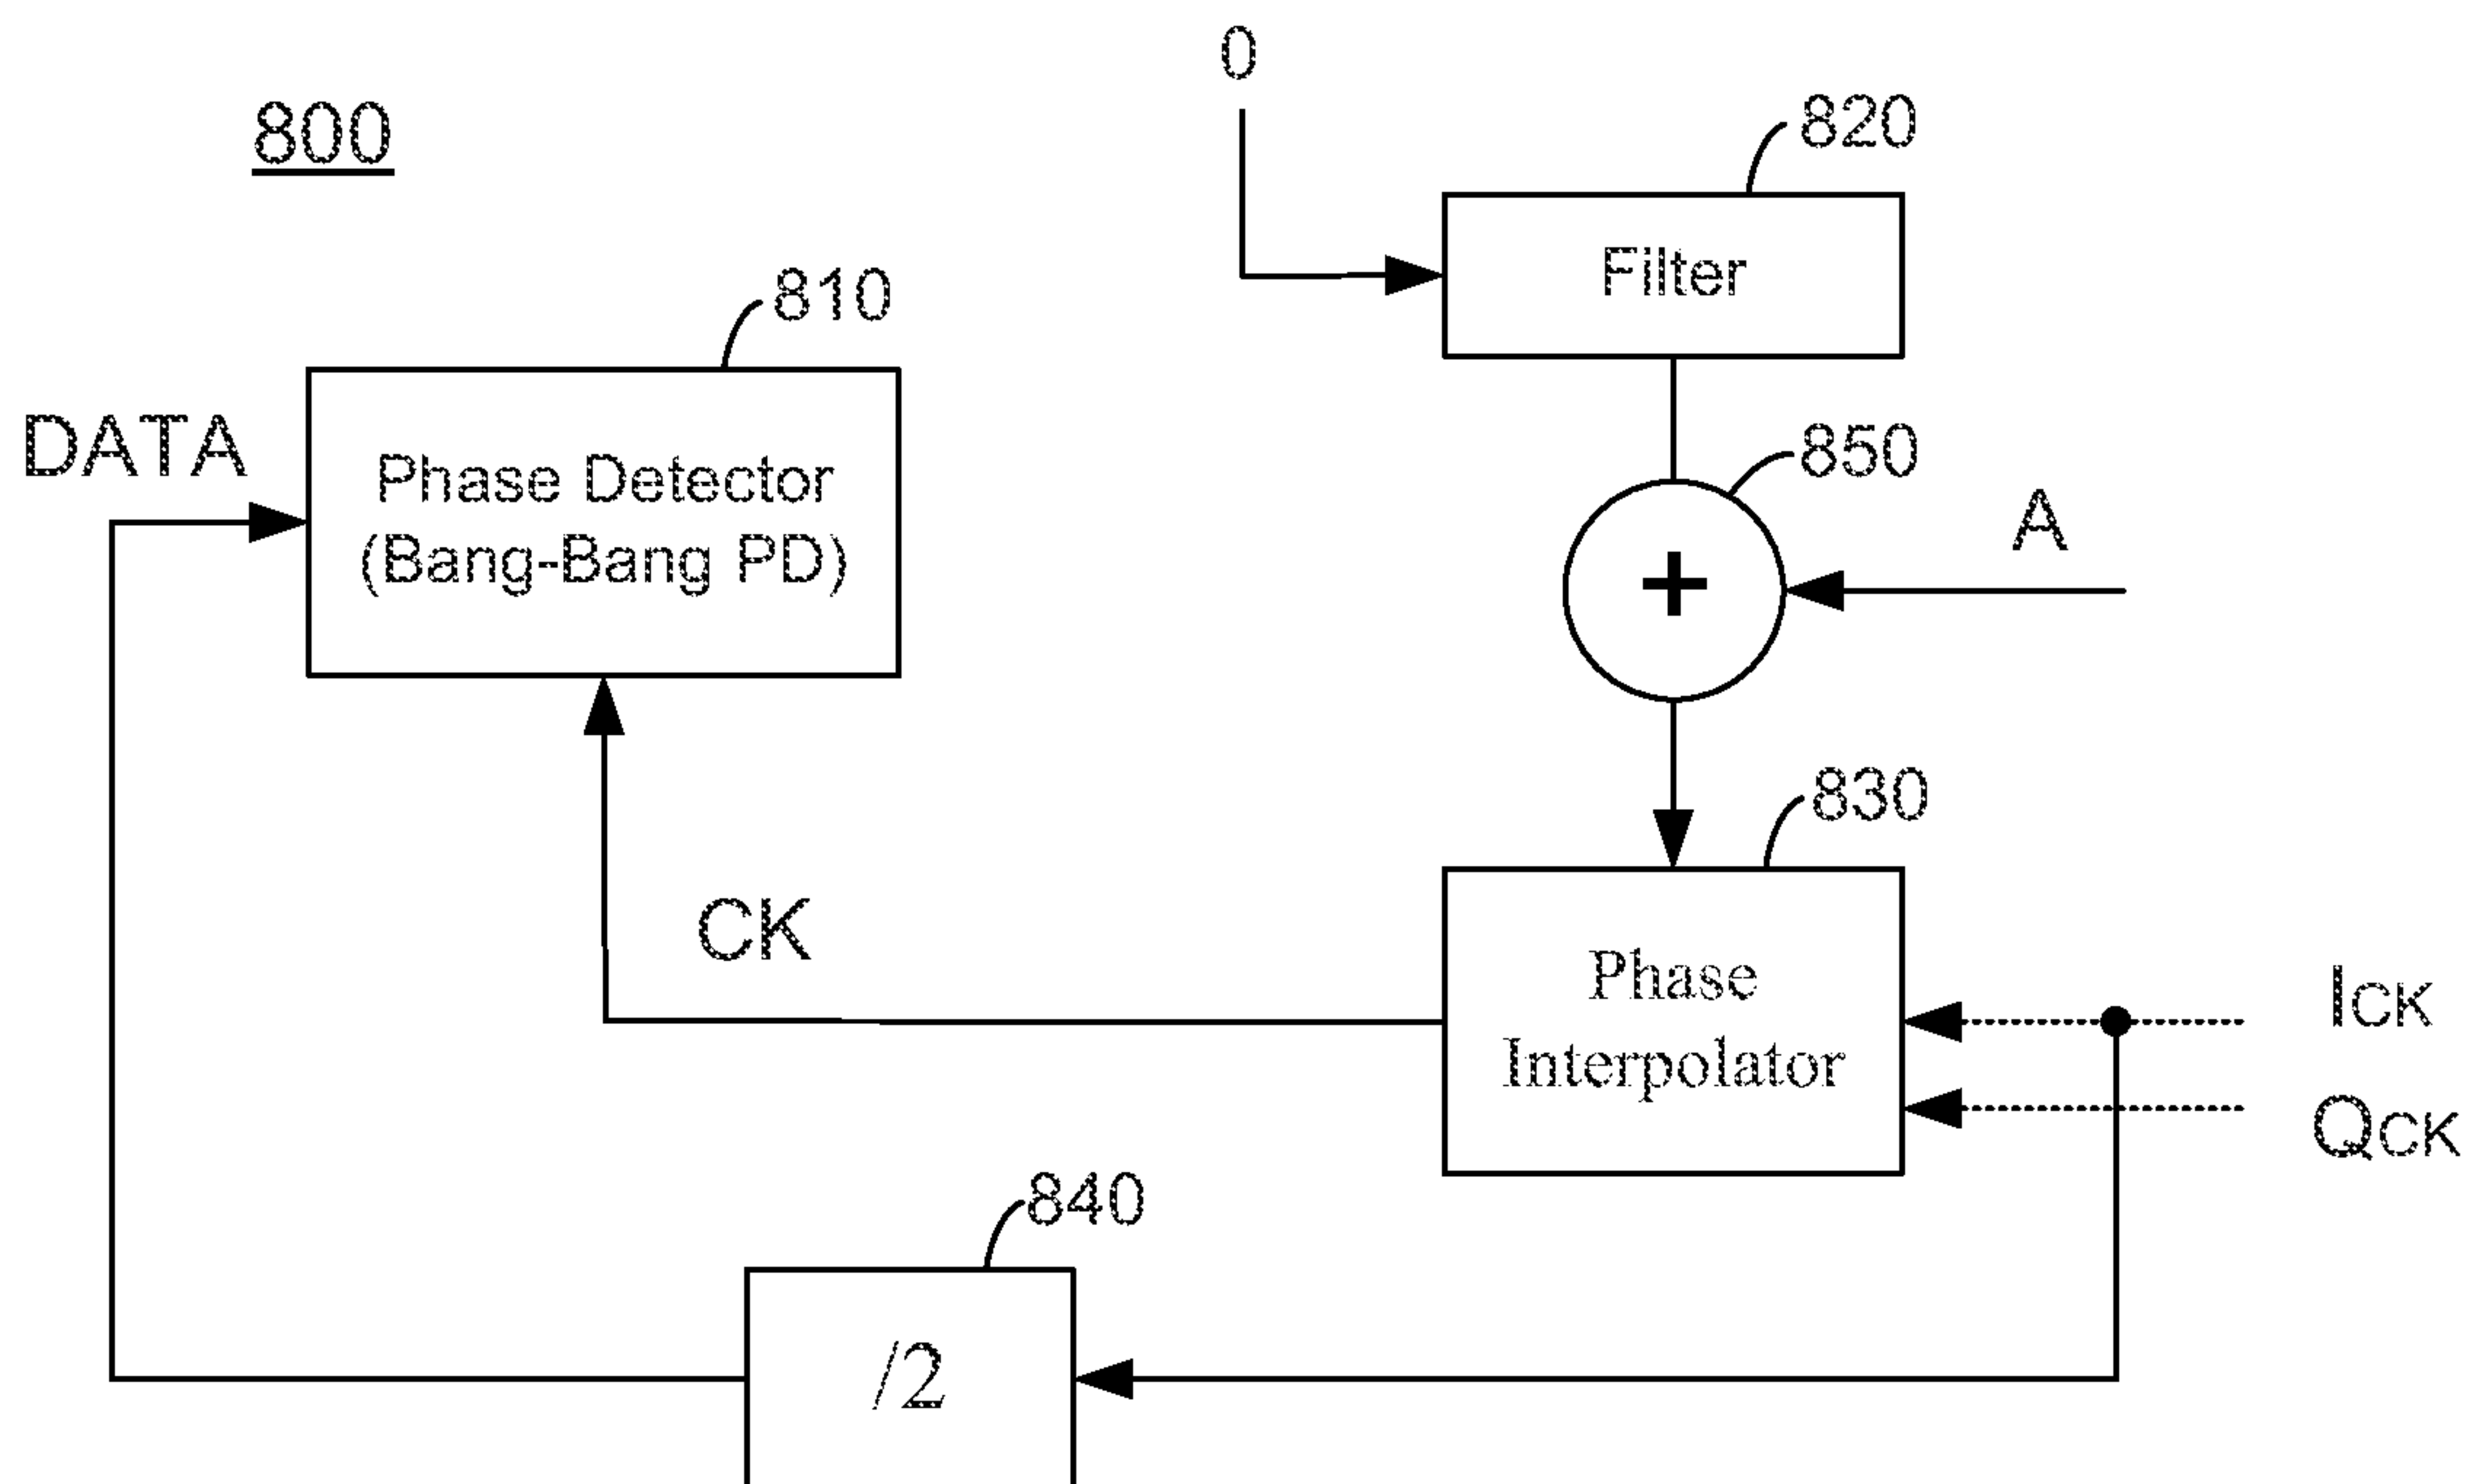 0
800
820
Filter
810
DATA
Phase Detector
(Bang-Bang PD)
850
+
A
830
CK
Phase
Interpolator
ICK
QCK
840
/2